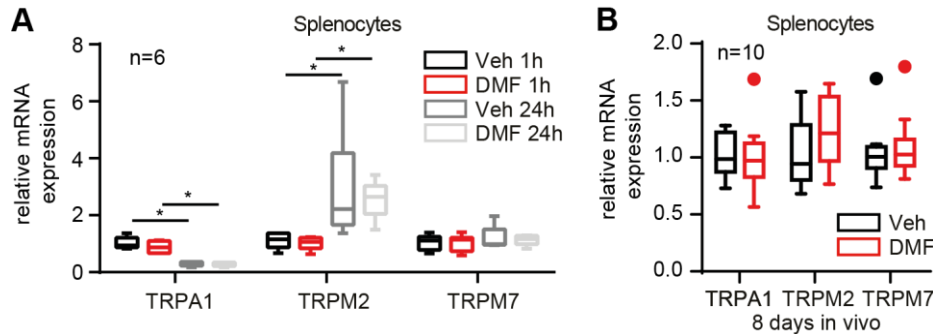 A
Splenocytes
relative mRNA
expression
8
6
4
2
0
n=6
*
*
*
*
Veh 1h
DMF 1h
Veh 24h
DMF 24h
TRPA1
TRPM2
TRPM7
B
Splenocytes
relative mRNA
expression
2.0
1.5
1.0
0.5
0.0
n=10
Veh
DMF
TRPA1 TRPM2 TRPM7
8 days in vivo